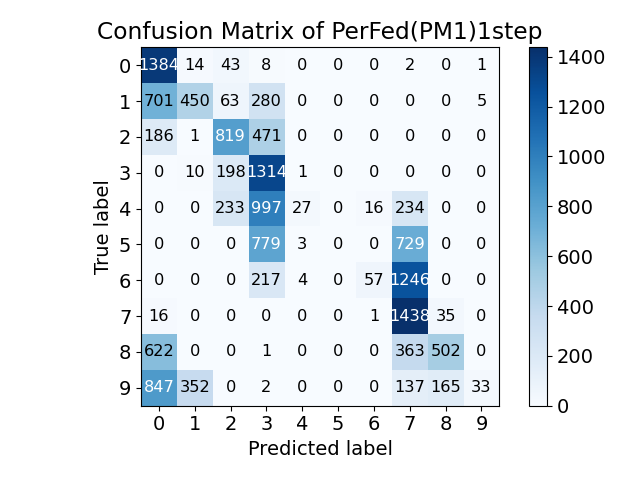 Confusion Matrix of PerFed(PM1)1step
0 1384 14 43 8 0 0 0 2 0 1
1 701 450 63 280 0 0 0 0 0 5
2 186 1 819 471 0 0 0 0 0 0
3 0 10 198 1314 1 0 0 0 0 0
4 0 0 233 997 27 0 16 234 0 0
5 0 0 0 779 3 0 0 729 0 0
6 0 0 0 217 4 0 57 1246 0 0
7 16 0 0 0 0 0 1 1438 35 0
8 622 0 0 1 0 0 0 363 502 0
9 847 352 0 2 0 0 0 137 165 33
0 1 2 3 4 5 6 7 8 9
Predicted label
True label
1400
1200
1000
800
600
400
200
0